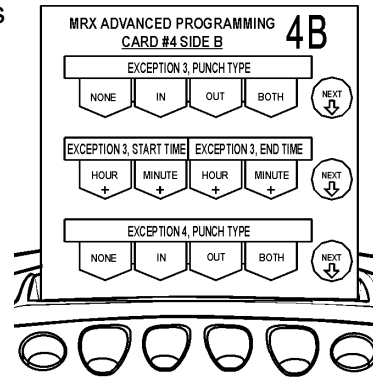 S
MRX ADVANCED PROGRAMMING 4B
CARD #4 SIDE B
EXCEPTION 3, PUNCH TYPE
NONE IN OUT BOTH NEXT
EXCEPTION 3, START TIME EXCEPTION 3, END TIME
HOUR + MINUTE + HOUR + MINUTE + NEXT
EXCEPTION 4, PUNCH TYPE
NONE IN OUT BOTH NEXT